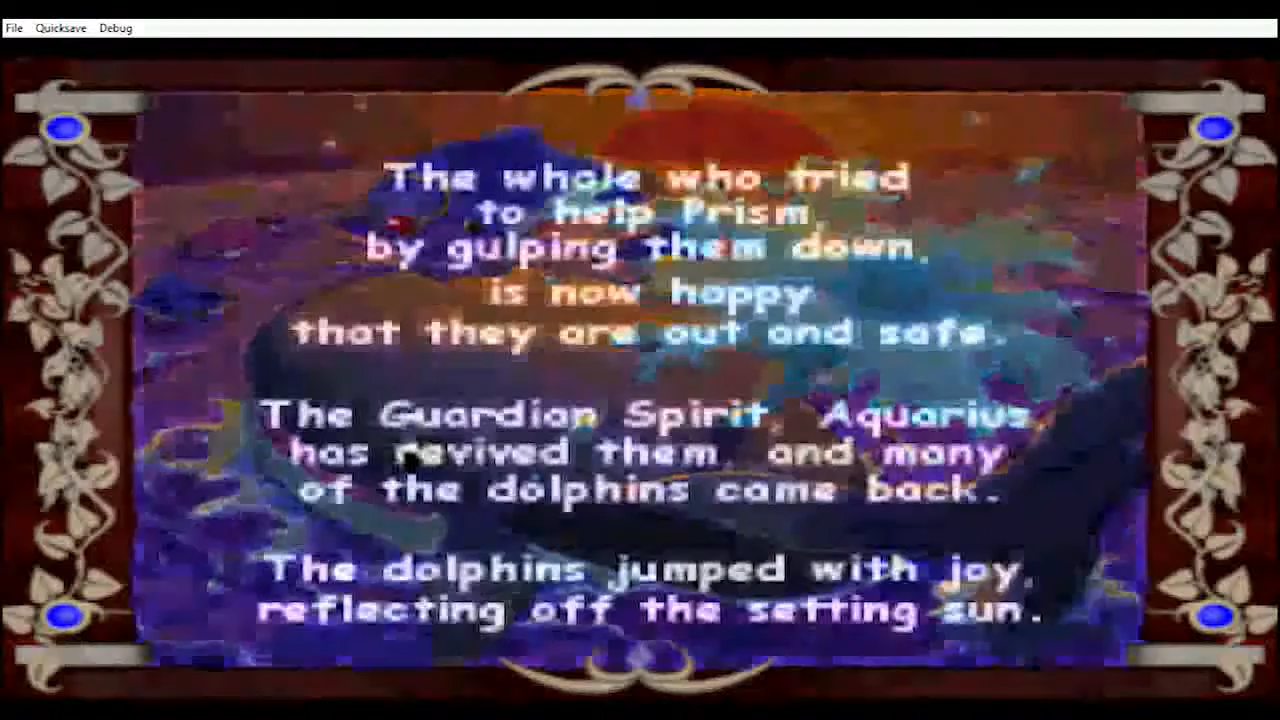 File Quicksave Debug
The whale who tried
to help Prism
by gulping them down,
is now happy
that they are out and safe.
The Guardian Spirit, Aquarius
has revived them, and many
of the dolphins came back.
The dolphins jumped with joy,
reflecting off the setting sun.